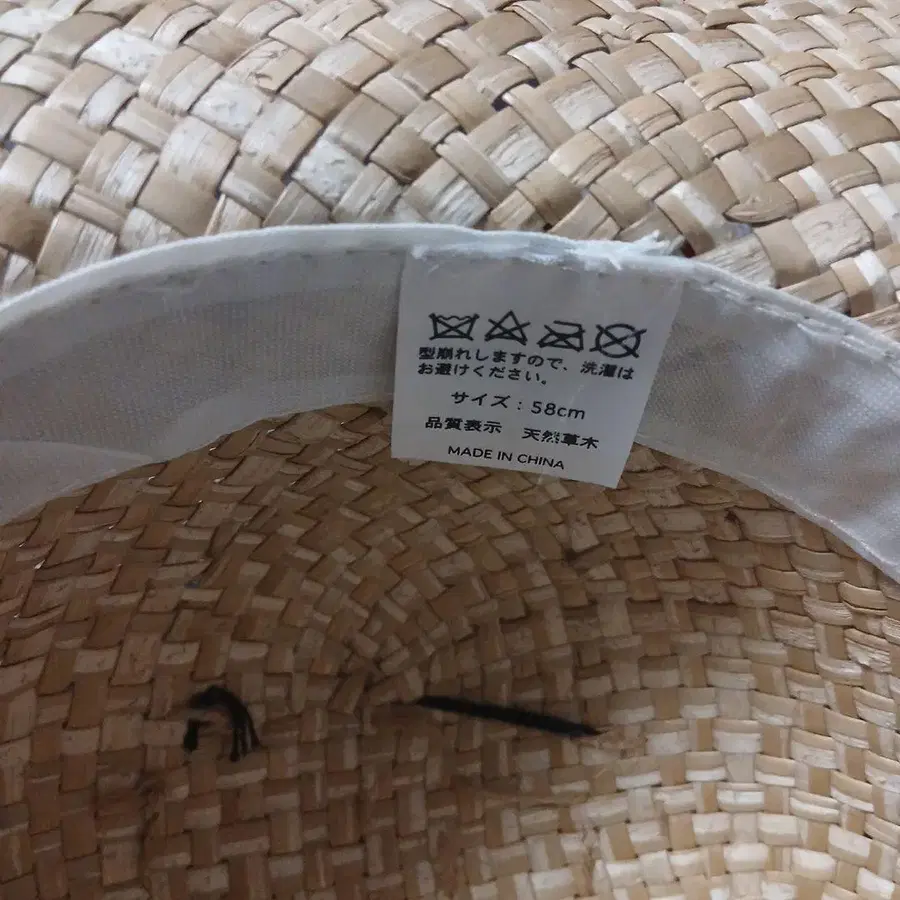 型崩れしますので、洗濯は
お避けください。
サイズ：58cm
品質表示　天然草木
MADE IN CHINA